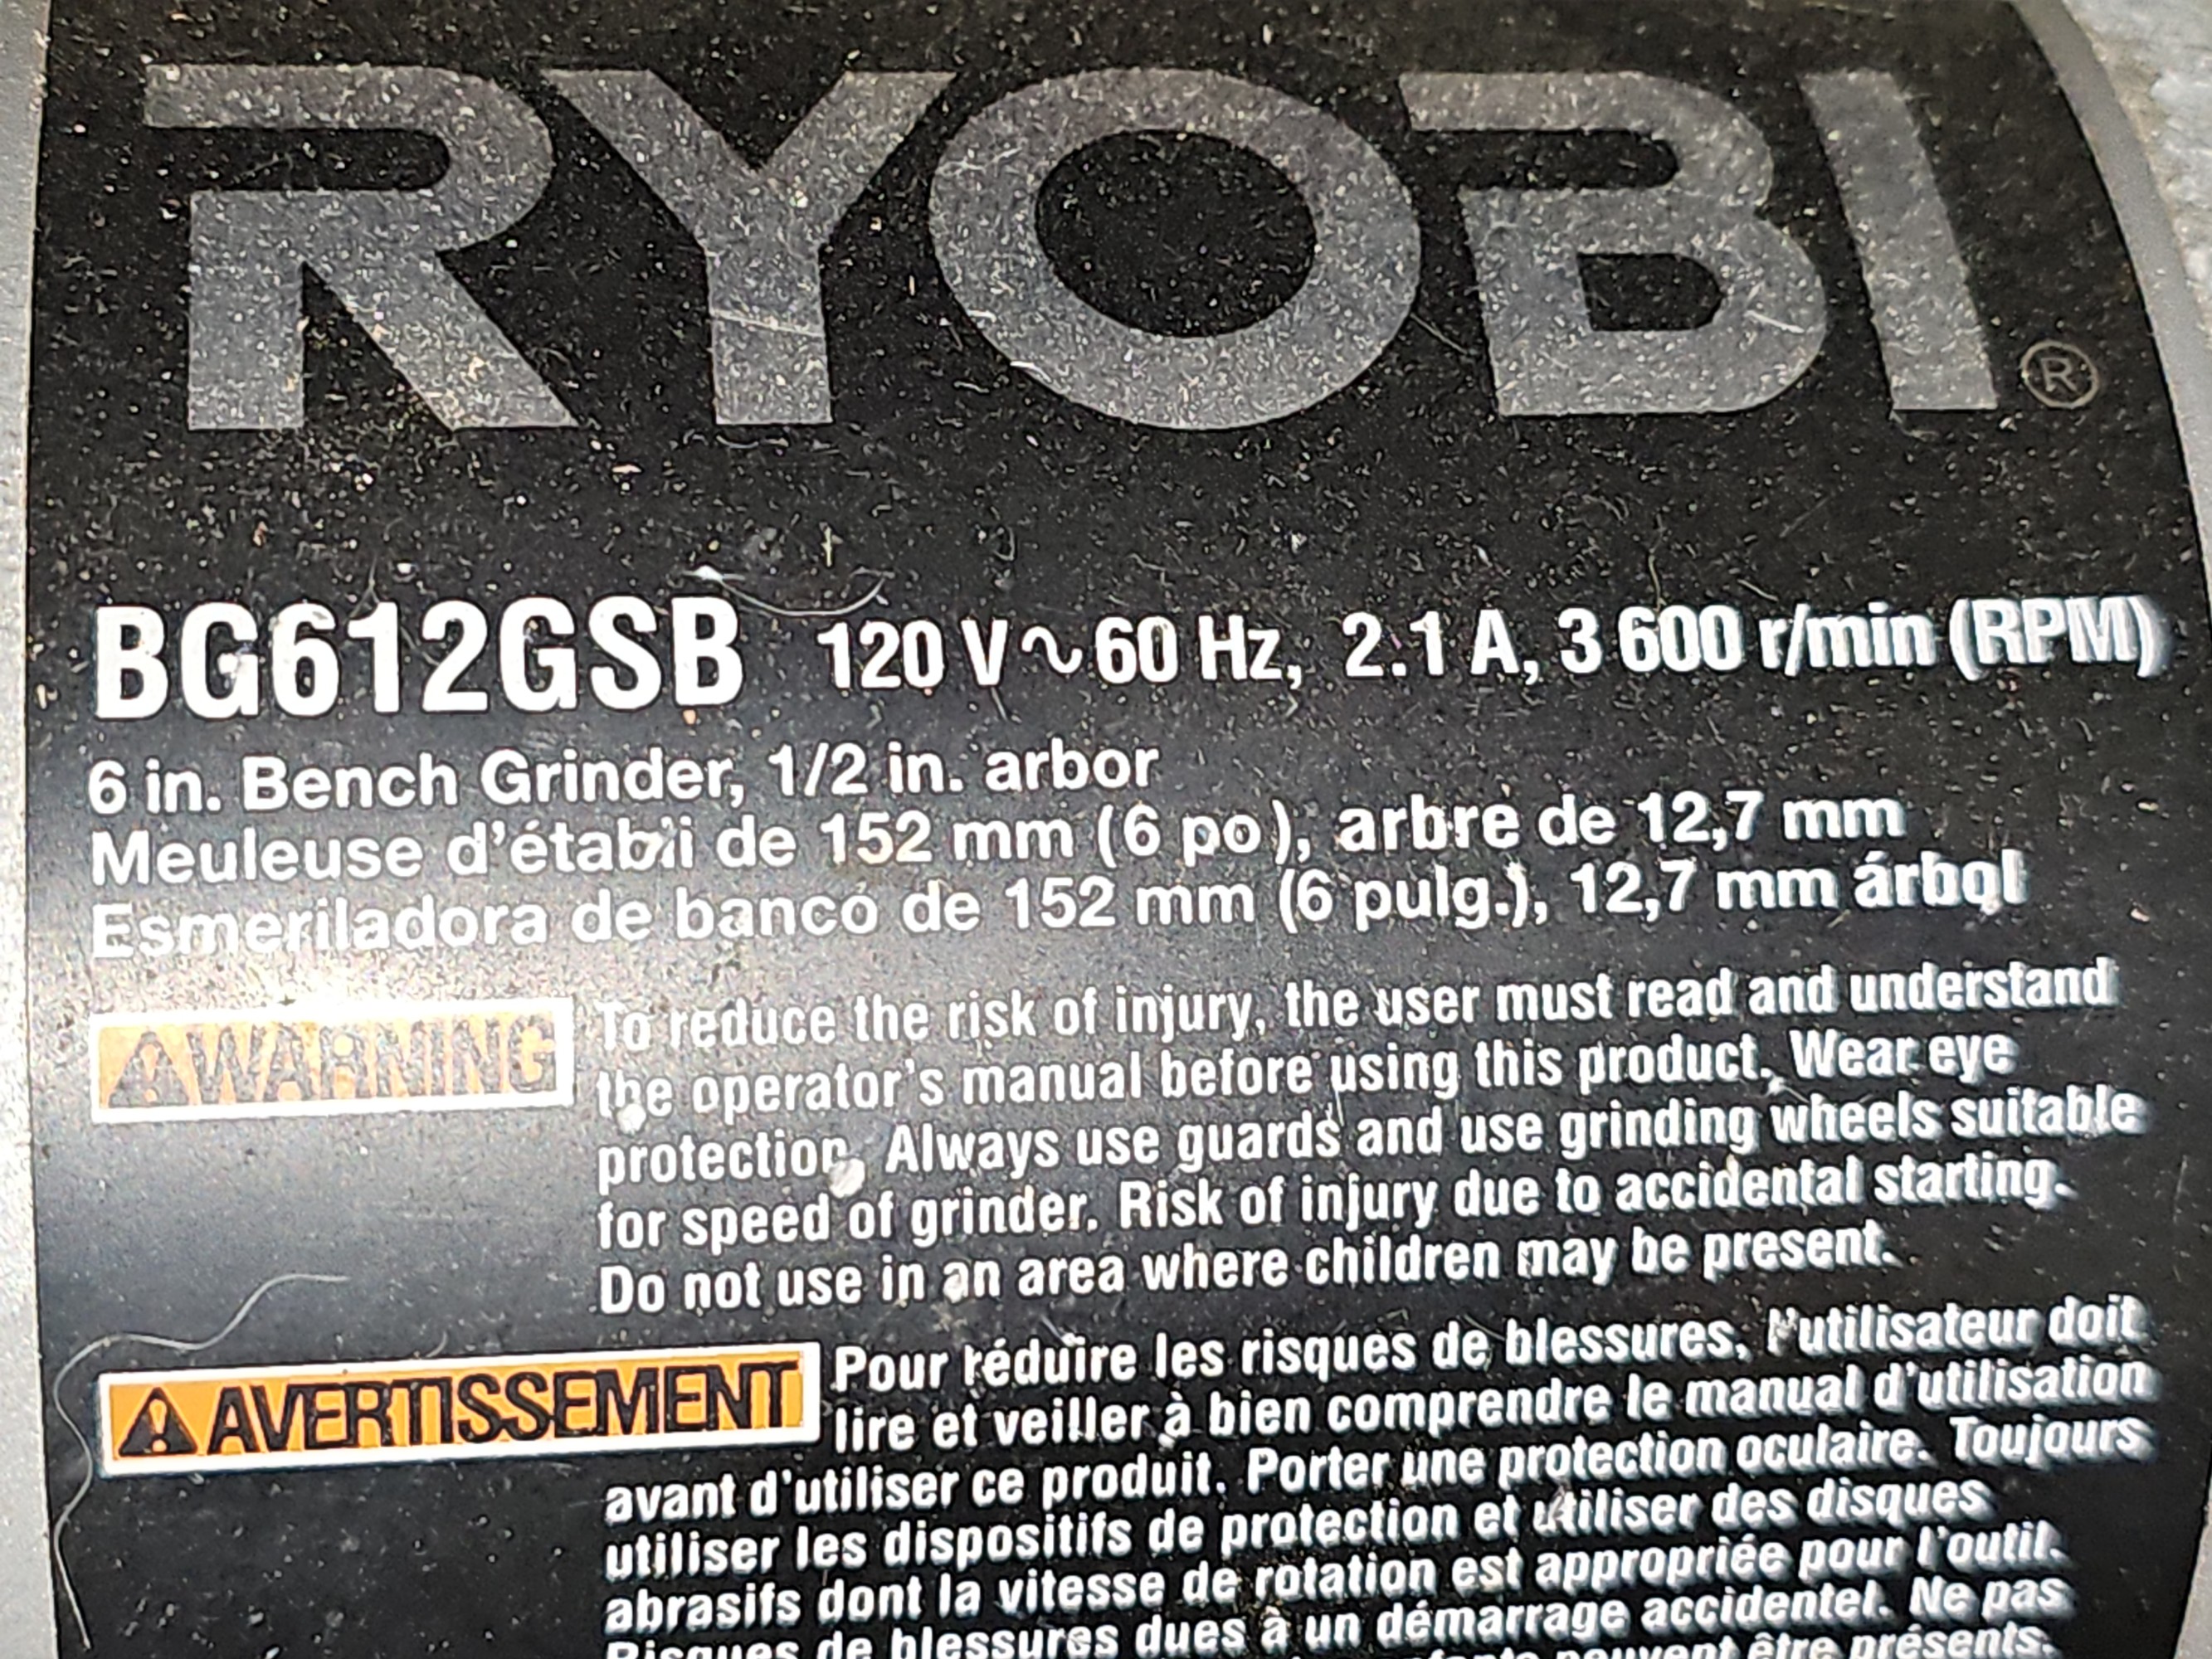 RYOBI®
BG612GSB 120 V~60 Hz, 2.1 A, 3 600 r/min (RPM)
6 in. Bench Grinder, 1/2 in. arbor
Meuleuse d'établi de 152 mm (6 po), arbre de 12,7 mm
Esmeriladora de banco de 152 mm (6 pulg.), 12,7 mm árbol
⚠WARNING To reduce the risk of injury, the user must read and understand
the operator's manual before using this product. Wear eye
protection. Always use guards and use grinding wheels suitable
for speed of grinder. Risk of injury due to accidental starting.
Do not use in an area where children may be present.
⚠AVERTISSEMENT Pour réduire les risques de blessures, l'utilisateur doit
lire et veiller à bien comprendre le manual d'utilisation
avant d'utiliser ce produit. Porter une protection oculaire. Toujours
utiliser les dispositifs de protection et utiliser des disques
abrasifs dont la vitesse de rotation est appropriée pour l'outil.
Risques de blessures dues à un démarrage accidentel. Ne pas
peuvent être présents.